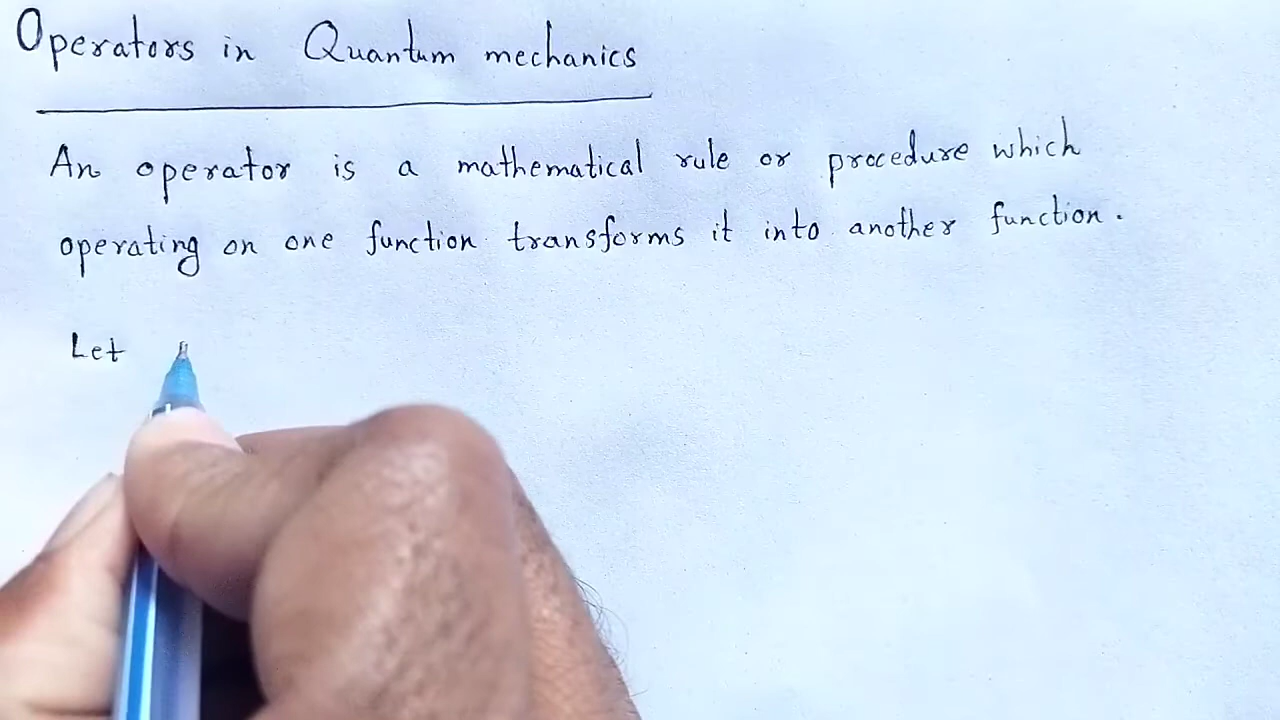 Operators in Quantum mechanics
An operator is a mathematical rule or procedure which
operating on one function transforms it into another function.
Let